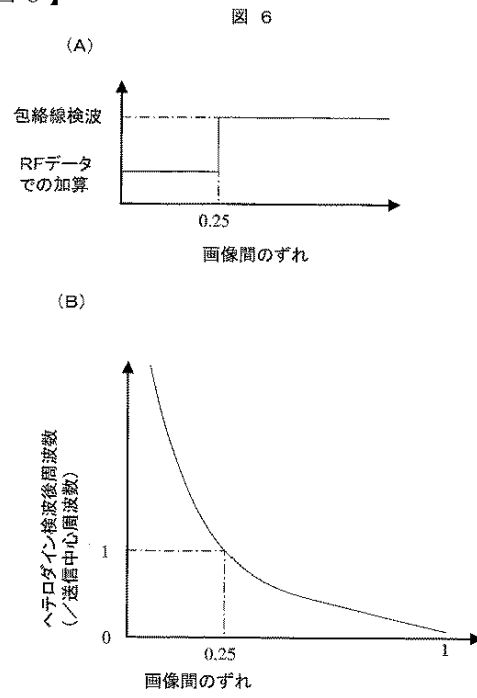 図 6
(A)
包絡線検波
RFデータ
での加算
0.25
画像間のずれ
(B)
ヘテロダイン検波後周波数
(/送信中心周波数)
1
0
0.25
1
画像間のずれ